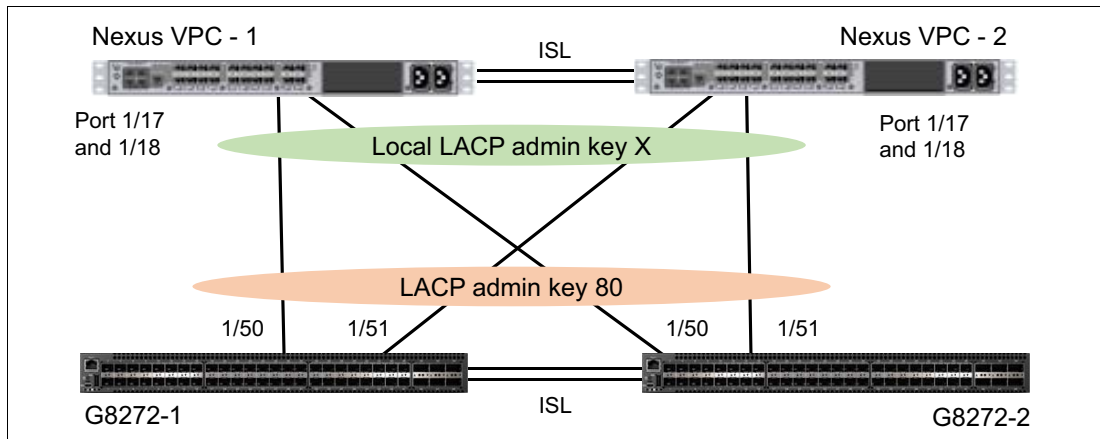 Nexus VPC - 1
ISL
Nexus VPC - 2
Port 1/17
and 1/18
Port 1/17
and 1/18
Local LACP admin key X
LACP admin key 80
1/50
1/51
1/50
1/51
G8272-1
ISL
G8272-2